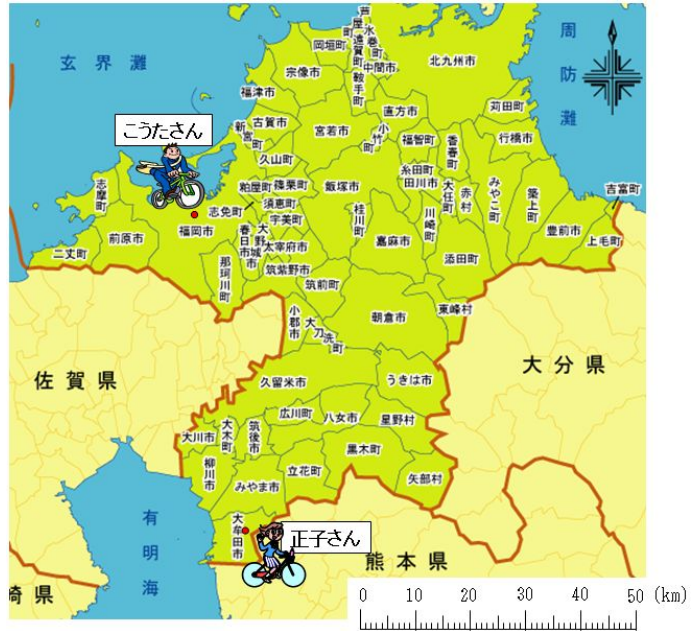 芦屋町
水巻町
岡垣町
遠賀町
中間市
北九州市
周防灘
玄界灘
宗像市
鞍手町
福津市
直方市
苅田町
こうたさん
新宮町
古賀市
宮若市
小竹町
福智町
香春町
行橋市
久山町
糸田町
志摩町
粕屋町
篠栗町
飯塚市
田川市
大任町
赤村
みやこ町
築上町
吉富町
須恵町
志免町
宇美町
桂川町
川崎町
前原市
福岡市
春日市
大野城市
太宰府市
嘉麻市
添田町
豊前市
上毛町
二丈町
那珂川町
筑紫野市
筑前町
小郡市
大刀洗町
朝倉市
東峰村
佐賀県
大分県
久留米市
うきは市
広川町
八女市
星野村
大川市
大木町
筑後市
黒木町
柳川市
みやま市
立花町
矢部村
有明海
大牟田市
正子さん
熊本県
崎県
0 10 20 30 40 50 (km)